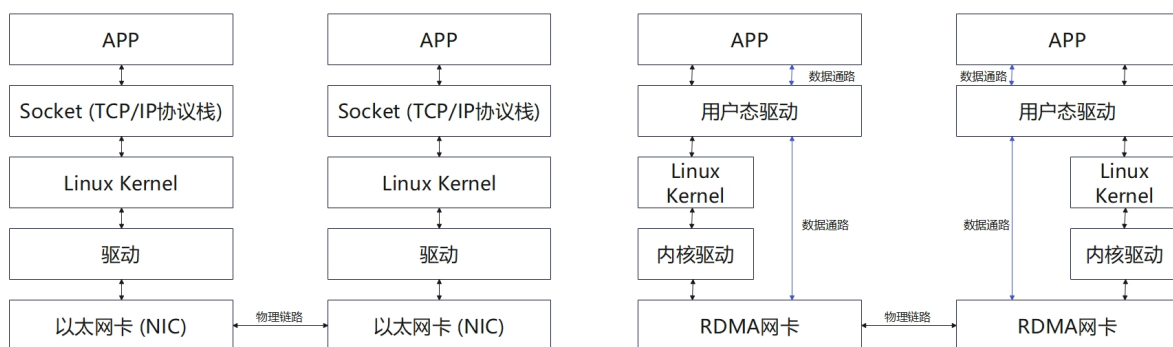 APP
APP
APP
APP
数据通路
数据通路
Socket (TCP/IP协议栈)
Socket (TCP/IP协议栈)
用户态驱动
用户态驱动
Linux Kernel
Linux Kernel
Linux
Kernel
Linux
Kernel
数据通路
数据通路
驱动
驱动
内核驱动
内核驱动
以太网卡 (NIC)
物理链路
以太网卡 (NIC)
RDMA网卡
物理链路
RDMA网卡